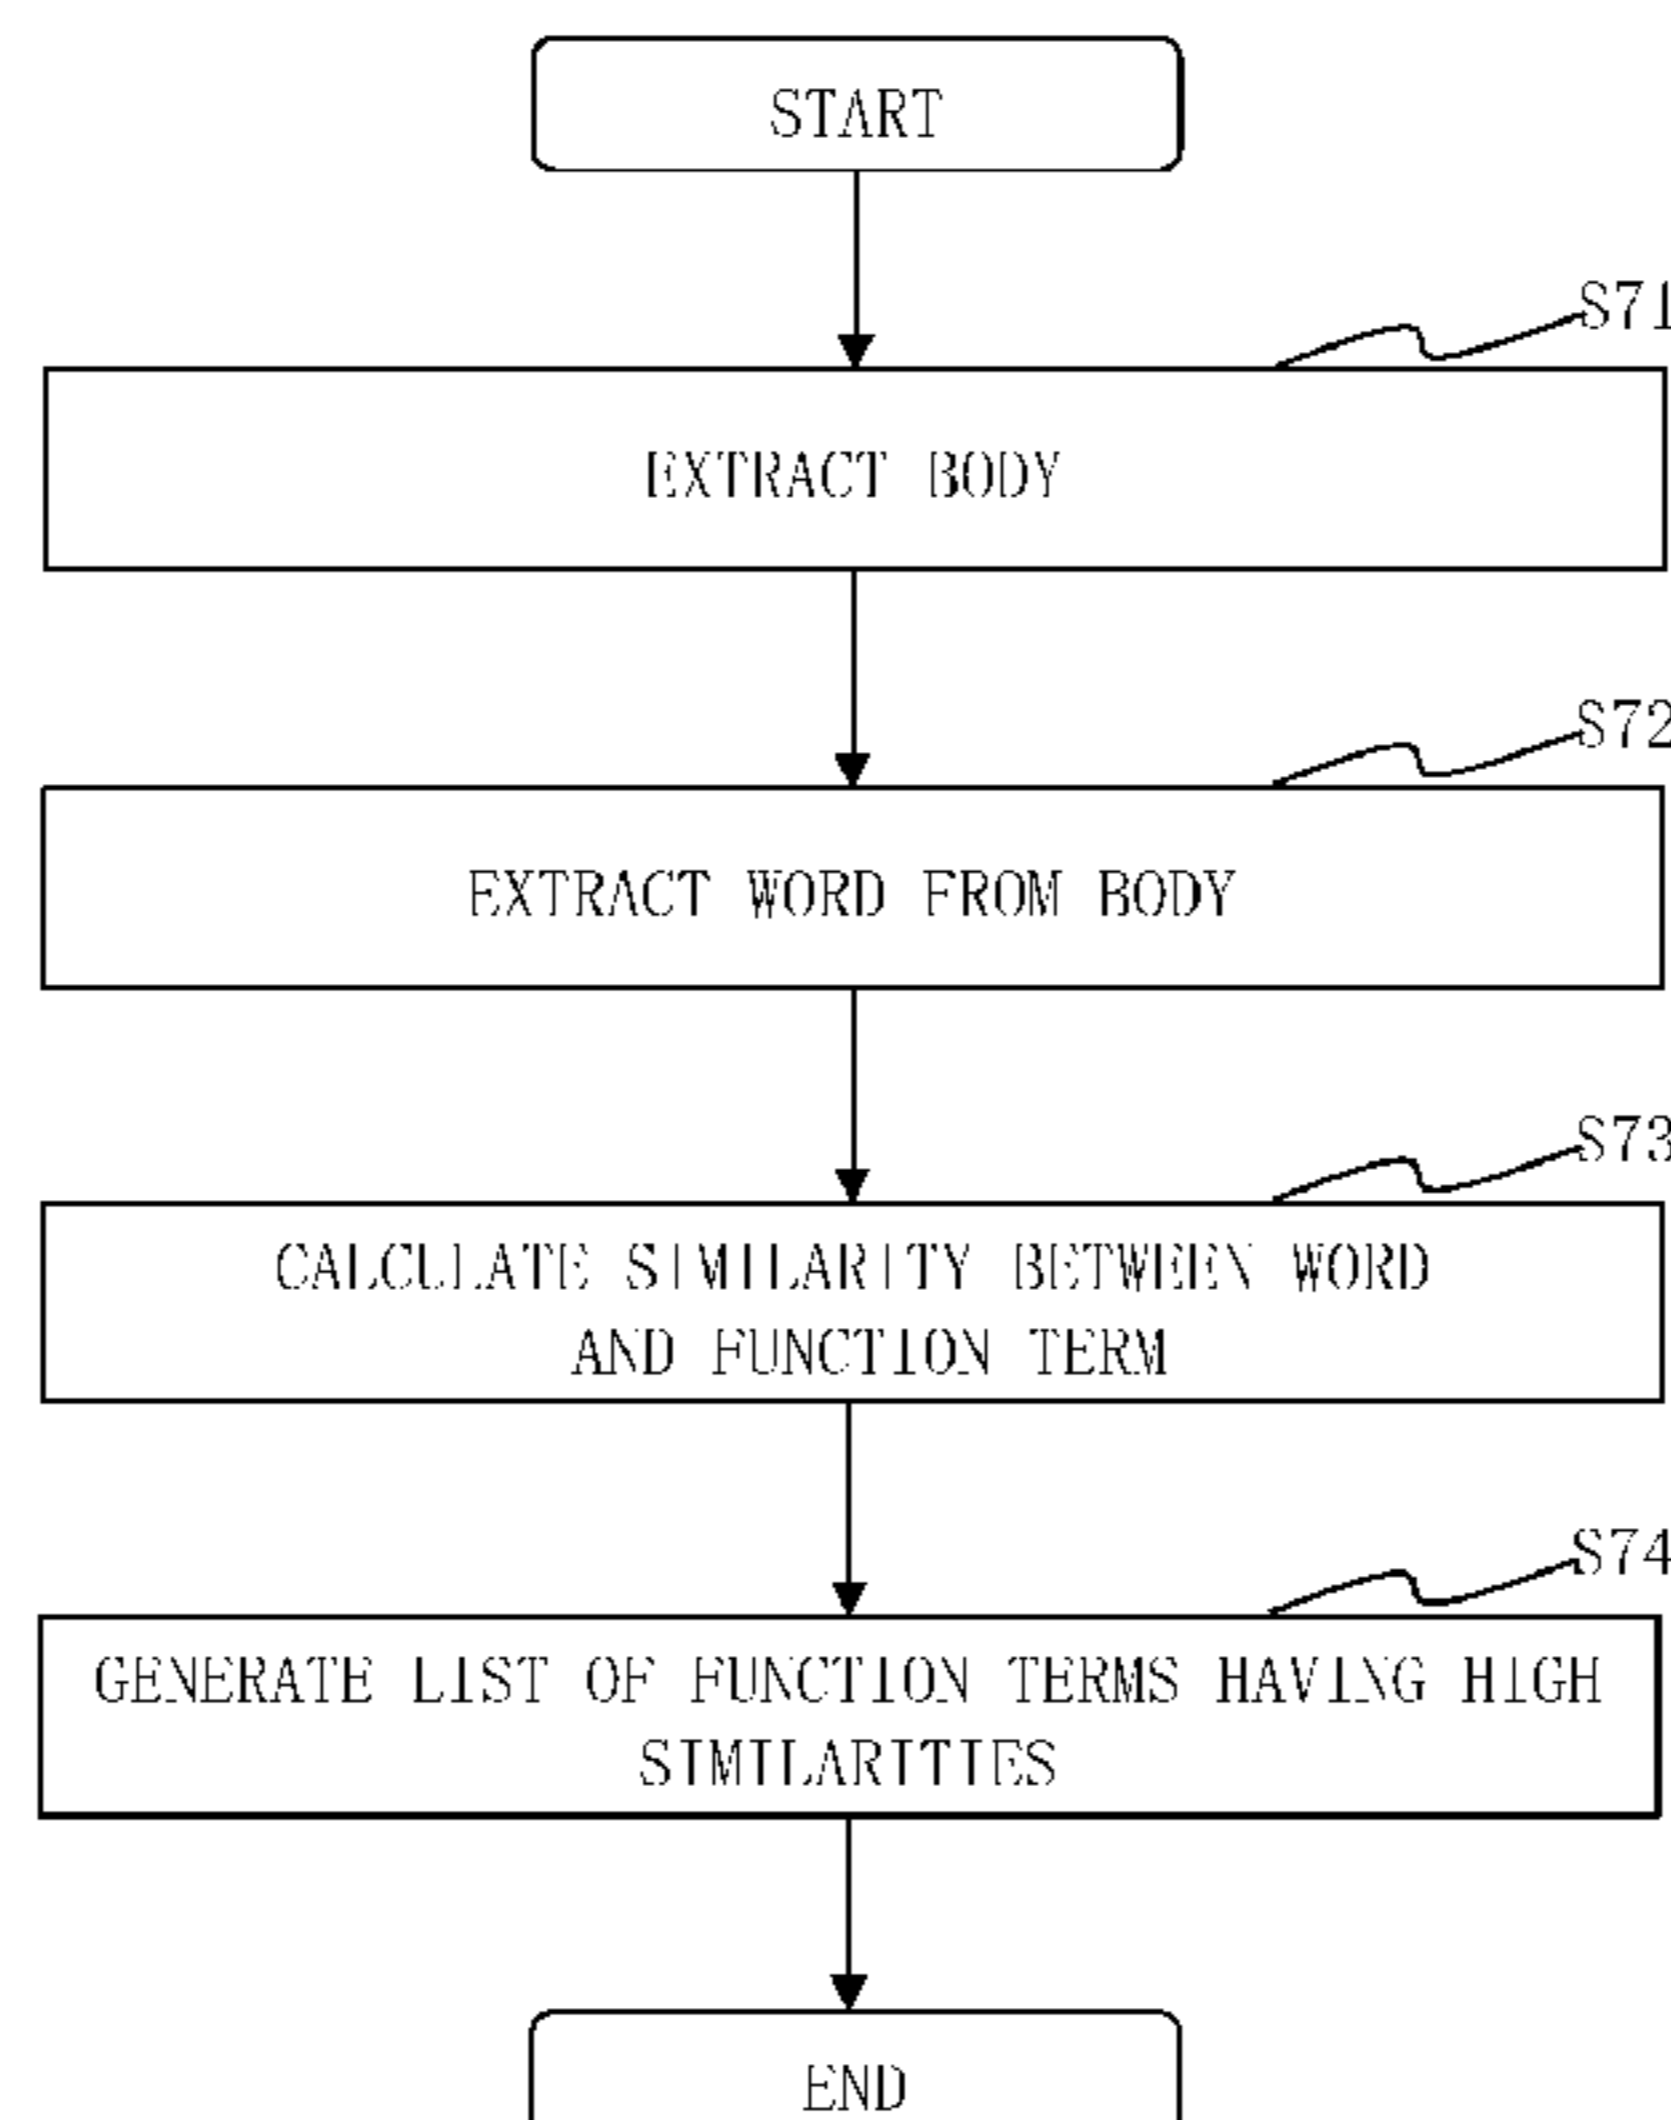 START
S71
EXTRACT BODY
S72
EXTRACT WORD FROM BODY
S73
CALCULATE SIMILARITY BETWEEN WORD
AND FUNCTION TERM
S74
GENERATE LIST OF FUNCTION TERMS HAVING HIGH
SIMILARITIES
END